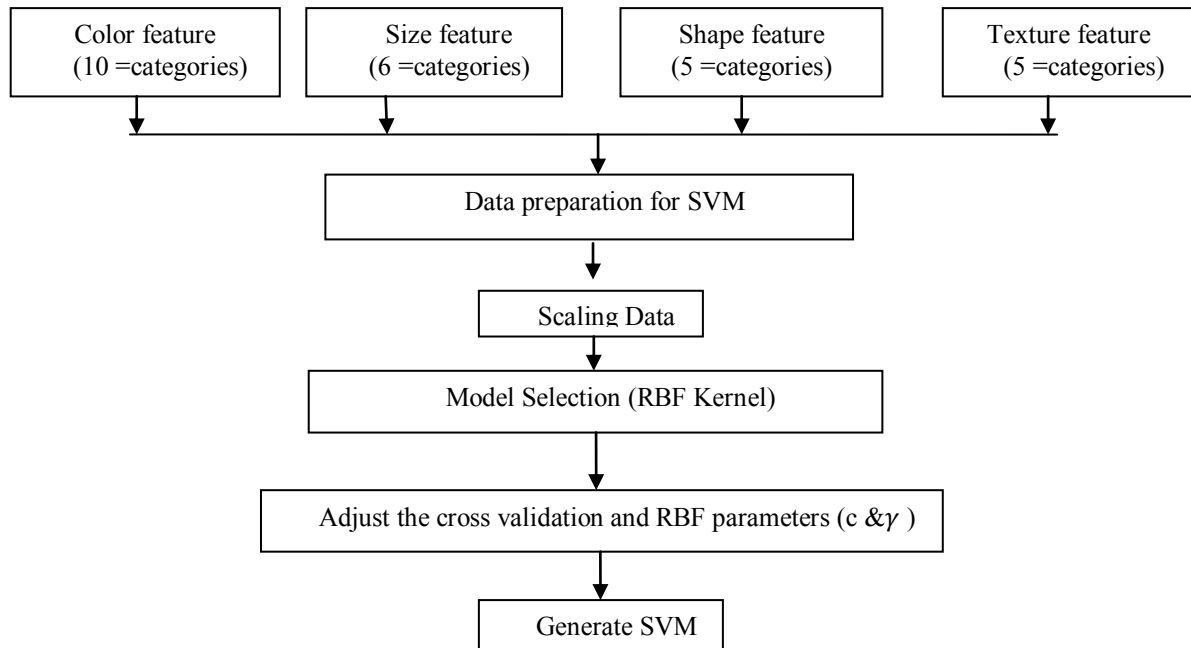 Color feature
(10 =categories)
Size feature
(6 =categories)
Shape feature
(5 =categories)
Texture feature
(5 =categories)
Data preparation for SVM
Scaling Data
Model Selection (RBF Kernel)
Adjust the cross validation and RBF parameters (c &γ )
Generate SVM